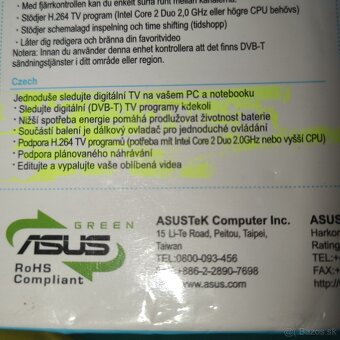 • Med fjärrkontrollen kan du enkelt surfa runt mellan
• Stödjer H.264 TV program (Intel Core 2 Duo 2,0 GHz eller högre CPU behövs)
• Stödjer schemalagd inspelning och time shifting (tidshopp)
• Låter dig redigera och bränna din favoritvideo
Notera: Innan du använder denna enhet kontrollera att det finns DVB-T
sändningstjänster i ditt område eller region.
Czech
Jednoduše sledujte digitální TV na vašem PC a notebooku
• Sledujte digitální (DVB-T) TV programy kdekoli
• Nižší spotřeba energie pomáhá prodlužovat životnost baterie
• Součástí balení je dálkový ovladač pro jednoduché ovládání
• Podpora H.264 TV programů (potřeba mít Intel Core 2 Duo 2.0GHz nebo vyšší CPU)
• Podpora plánovaného náhrávání
• Editujte a vypalujte vaše oblíbená videa
GREEN
ASUS
RoHS
Compliant
ASUSTeK Computer Inc.
15 Li-Te Road, Peitou, Taipei,
Taiwan
TEL:0800-093-456
FAX:+886-2-2890-7698
www.asus.com
ASUS
Harkor
Rating
TEL:+
FAX:+
bazos.sk